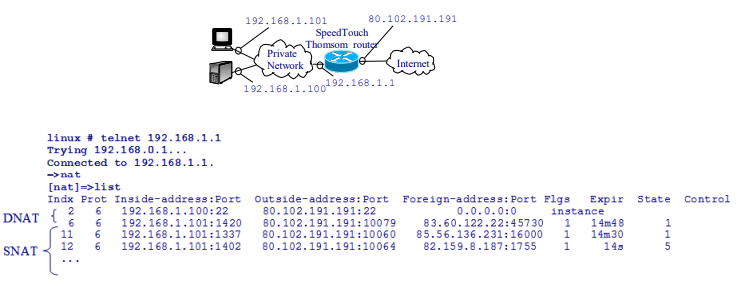 192.168.1.101
80.102.191.191
SpeedTouch
Thomsom router
Private
Network
Internet
192.168.1.1
192.168.1.100
linux # telnet 192.168.1.1
Trying 192.168.0.1...
Connected to 192.168.1.1.
=>nat
[nat]=>list
Indx Prot Inside-address:Port Outside-address:Port Foreign-address:Port Flgs Expir State Control
DNAT { 2 6 192.168.1.100:22 80.102.191.191:22 0.0.0.0:0 instance
6 6 192.168.1.101:1420 80.102.191.191:10079 83.60.122.22:45730 1 14m48 1
SNAT { 11 6 192.168.1.101:1337 80.102.191.191:10060 85.56.136.231:16000 1 14m30 1
12 6 192.168.1.101:1402 80.102.191.191:10064 82.159.8.187:1755 1 14s 5
...